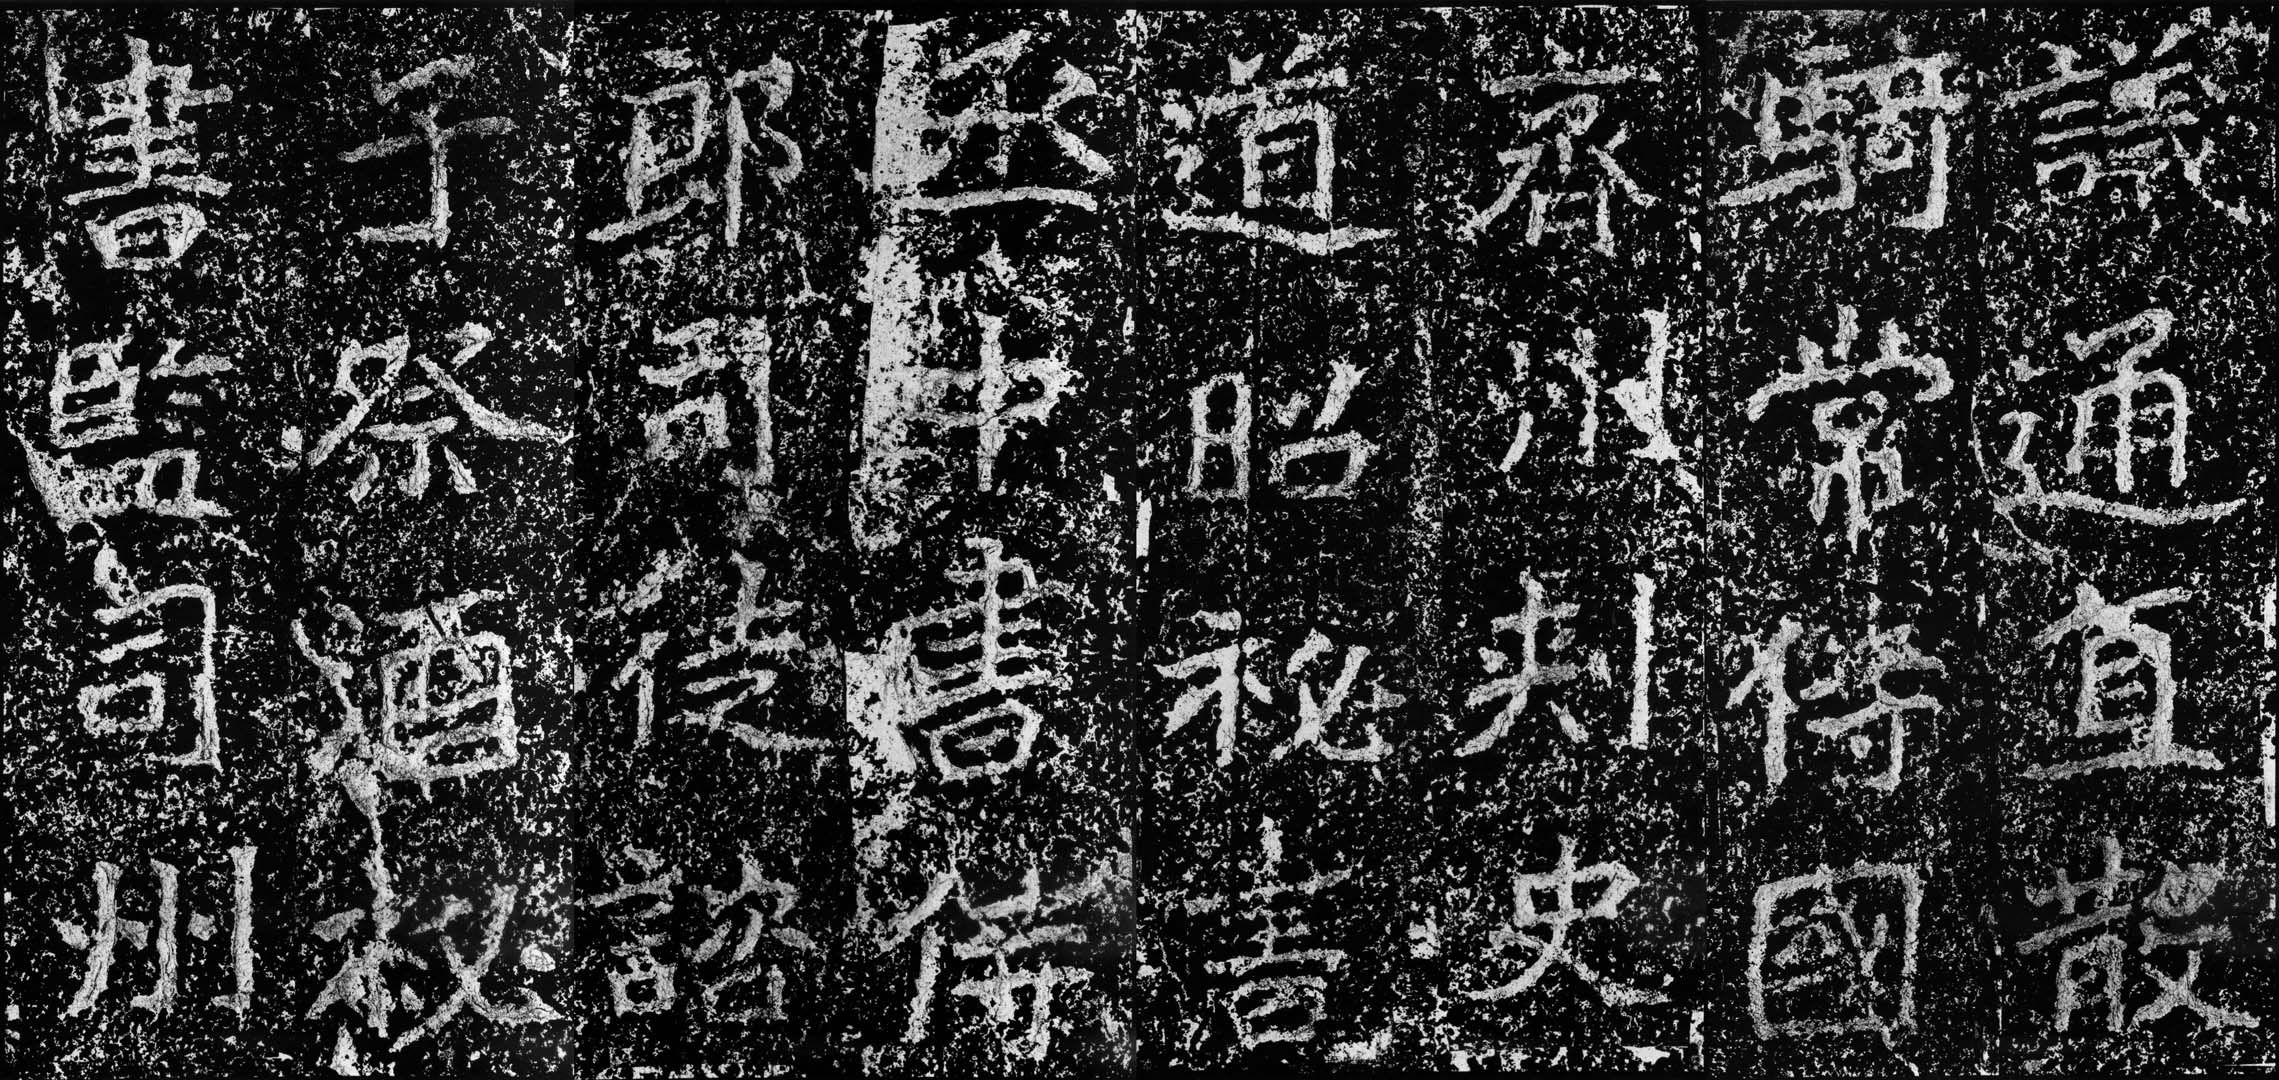 議通直散
騎常侍國
齊州刺史
道昭秘書
丞中書侍
郎司徒諮
子祭酒秘
書監司州